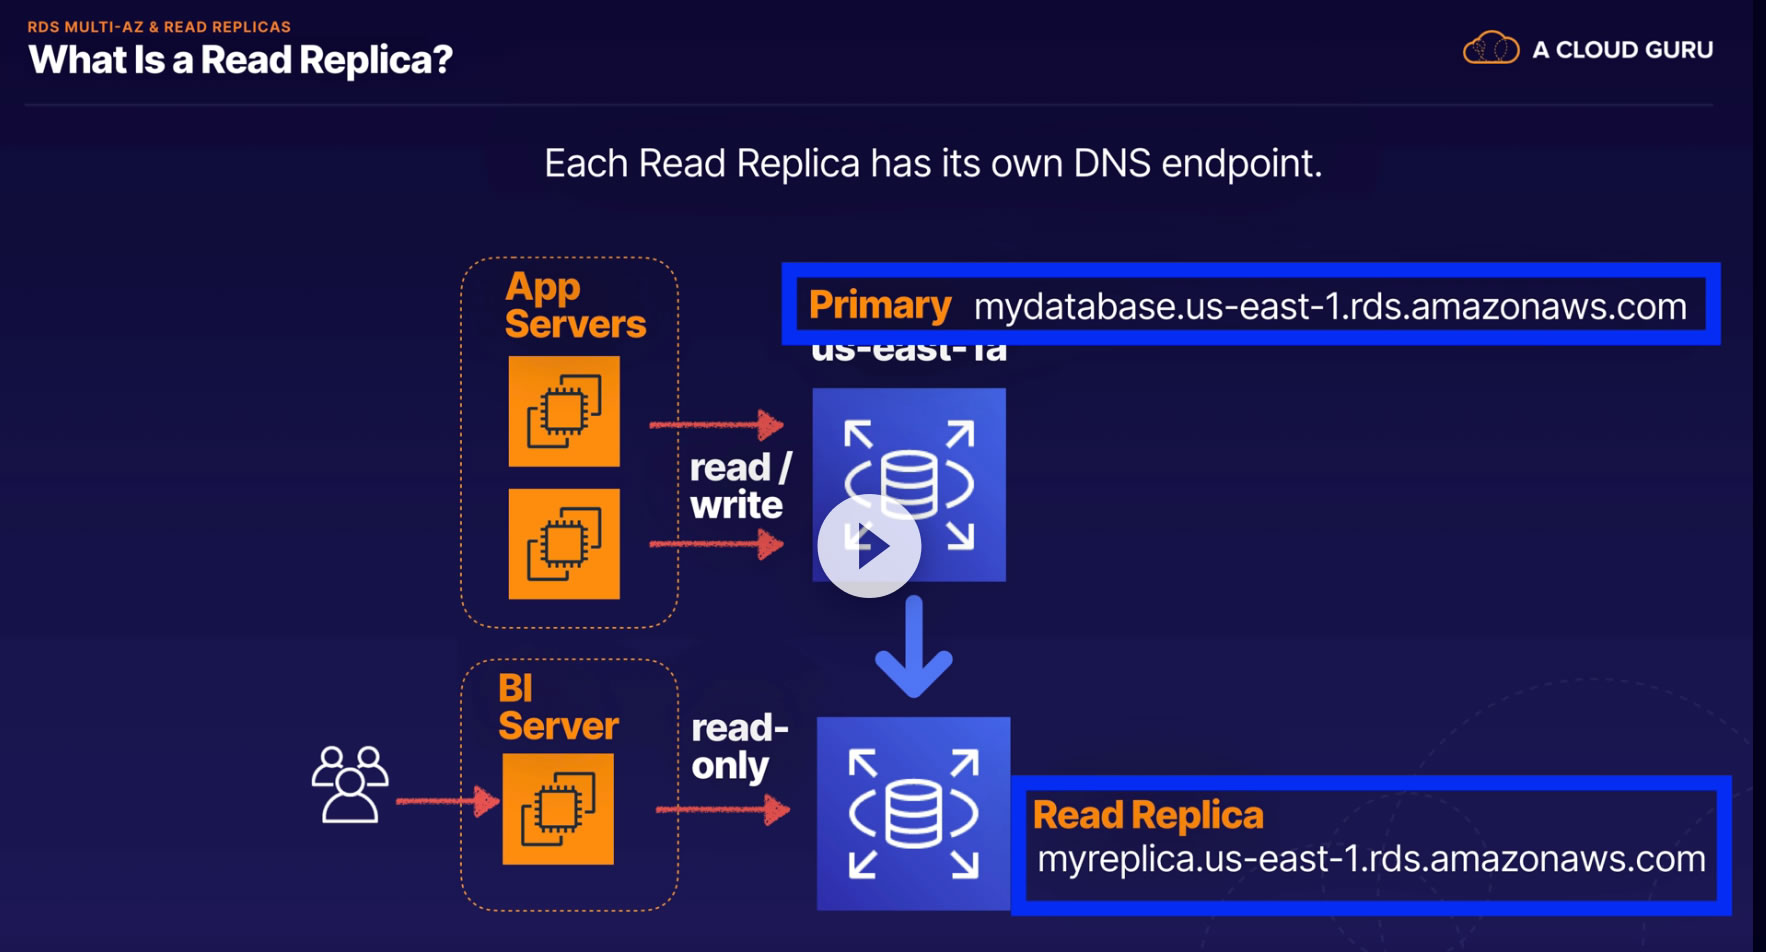 RDS MULTI-AZ & READ REPLICAS
What Is a Read Replica?
A CLOUD GURU
Each Read Replica has its own DNS endpoint.
App
Servers
Primary mydatabase.us-east-1.rds.amazonaws.com
us-east-1a
read /
write
BI
Server
read-
only
Read Replica
myreplica.us-east-1.rds.amazonaws.com